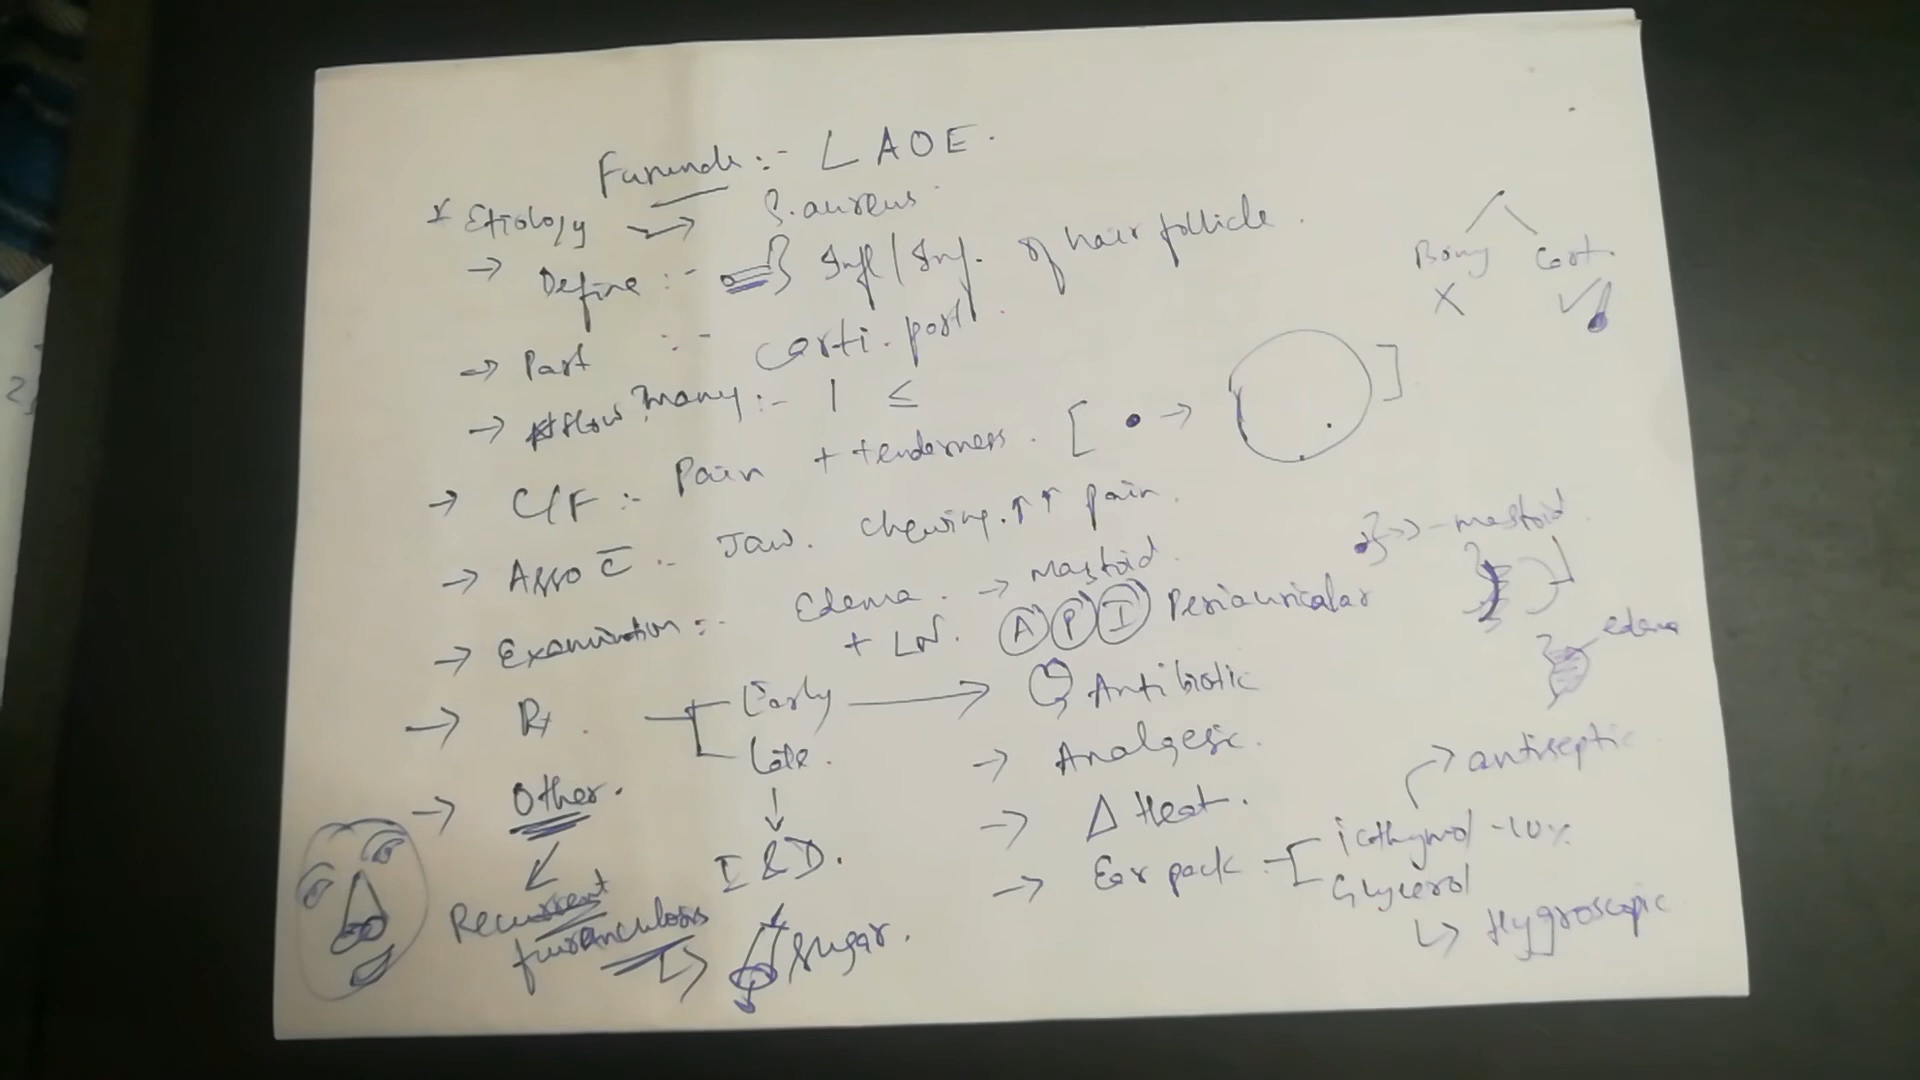 Furuncle :- LAOE.
* Etiology → S. aureus
→ Define :- Infl / Inf. of hair follicle.
Bony Cart.
X ✓
→ Part :- Carti. part.
→ How many :- 1 ≤
→ C/F :- Pain + tenderness. [ • → ]
→ Asso c̄ :- Jaw. Chewing. ↑↑ pain.
→ Examination :- Edema. → Mastoid.
+ LN. A P I Periauricular
- mastoid
edema
→ Rx. Early → Antibiotic
Late.
→ Analgesic.
→ Other.
↓
→ Δ Heat.
I & D.
→ Ear pack - icthymol - 10%
Glycerol
→ antiseptic
↳ Hygroscopic
Recurrent
furunculosis
↳ Sugar.
2